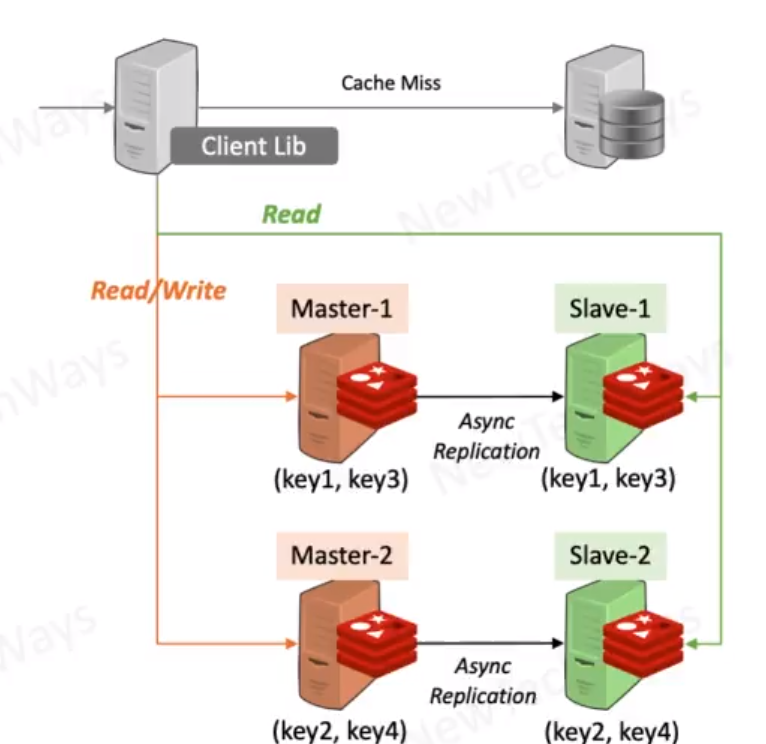 Cache Miss
Client Lib
Read
Read/Write
Master-1
Slave-1
Async
Replication
(key1, key3)
(key1, key3)
Master-2
Slave-2
Async
Replication
(key2, key4)
(key2, key4)